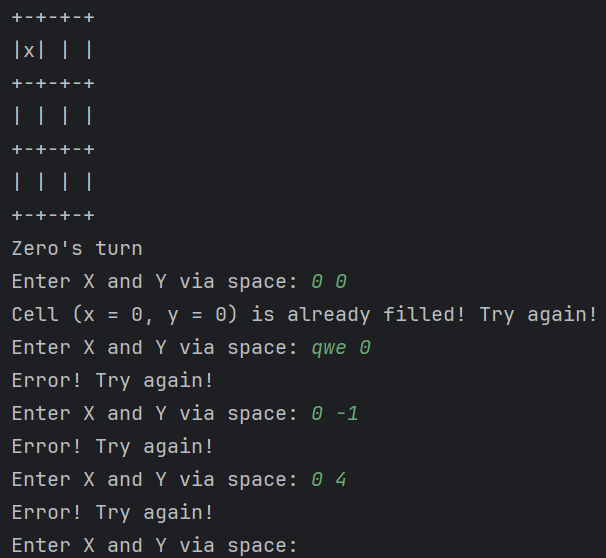 +-+-+-+
|x| | |
+-+-+-+
| | | |
+-+-+-+
| | | |
+-+-+-+
Zero's turn
Enter X and Y via space: 0 0
Cell (x = 0, y = 0) is already filled! Try again!
Enter X and Y via space: qwe 0
Error! Try again!
Enter X and Y via space: 0 -1
Error! Try again!
Enter X and Y via space: 0 4
Error! Try again!
Enter X and Y via space: